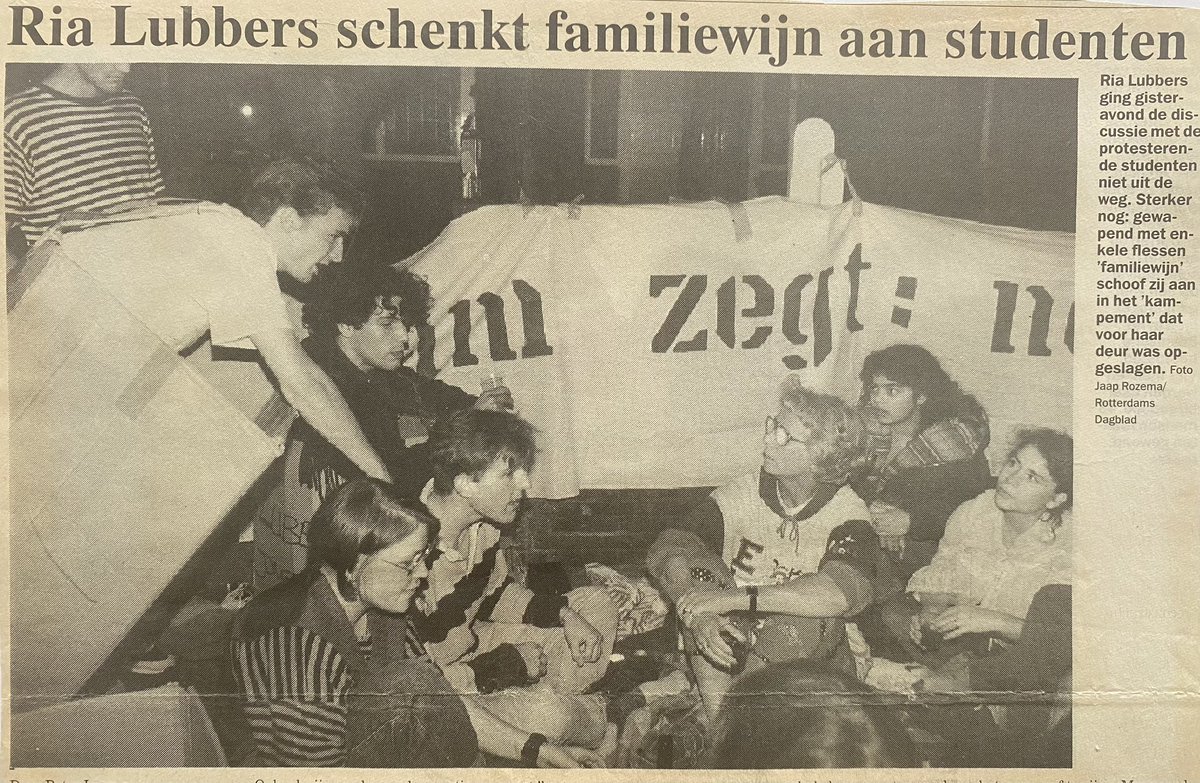 Ria Lubbers schenkt familiewijn aan studenten
Ria Lubbers
ging gister-
avond de dis-
cussie met de
protesteren-
de studenten
niet uit de
weg. Sterker
nog: gewa-
pend met en-
kele flessen
'familiewijn'
schoof zij aan
in het 'kam-
pement' dat
voor haar
deur was op-
geslagen. Foto
Jaap Rozema/
Rotterdams
Dagblad
m zegt: n
E